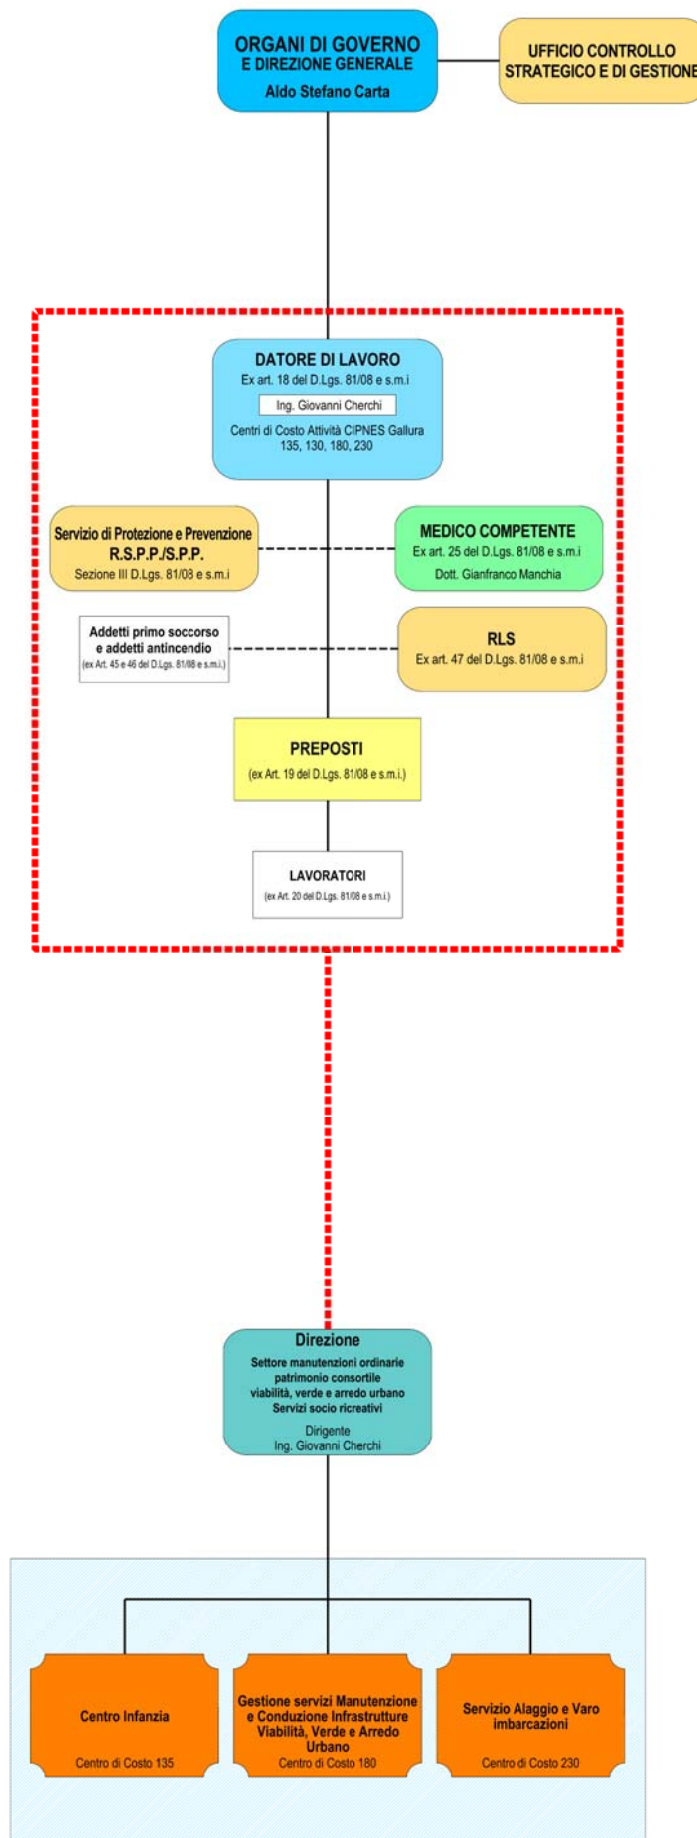 ORGANI DI GOVERNO
E DIREZIONE GENERALE
Aldo Stefano Carta
UFFICIO CONTROLLO
STRATEGICO E DI GESTIONE
DATORE DI LAVORO
Ex art. 18 del D.Lgs. 81/08 e s.m.i
Ing. Giovanni Cherchi
Centri di Costo Attività CIPNES Gallura
135, 130, 180, 230
Servizio di Protezione e Prevenzione
R.S.P.P./S.P.P.
Sezione III D.Lgs. 81/08 e s.m.i
MEDICO COMPETENTE
Ex art. 25 del D.Lgs. 81/08 e s.m.i
Dott. Gianfranco Manchia
Addetti primo soccorso
e addetti antincendio
(ex Art. 45 e 46 del D.Lgs. 81/08 e s.m.i.)
RLS
Ex art. 47 del D.Lgs. 81/08 e s.m.i
PREPOSTI
(ex Art. 19 del D.Lgs. 81/08 e s.m.i.)
LAVORATORI
(ex Art. 20 del D.Lgs. 81/08 e s.m.i.)
Direzione
Settore manutenzioni ordinarie
patrimonio consortile
viabilità, verde e arredo urbano
Servizi socio ricreativi
Dirigente
Ing. Giovanni Cherchi
Centro Infanzia
Centro di Costo 135
Gestione servizi Manutenzione
e Conduzione Infrastrutture
Viabilità, Verde e Arredo
Urbano
Centro di Costo 180
Servizio Alaggio e Varo
imbarcazioni
Centro di Costo 230